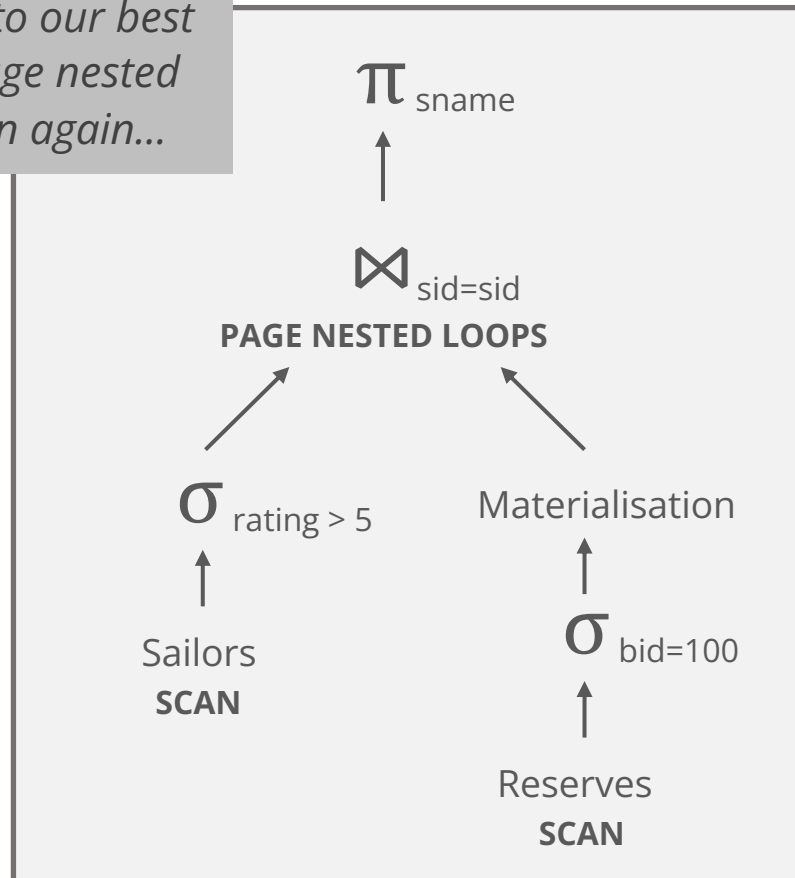 to our best
ge nested
n again...
π sname
⋈ sid=sid
PAGE NESTED LOOPS
σ rating > 5
Materialisation
σ bid=100
Sailors
SCAN
Reserves
SCAN